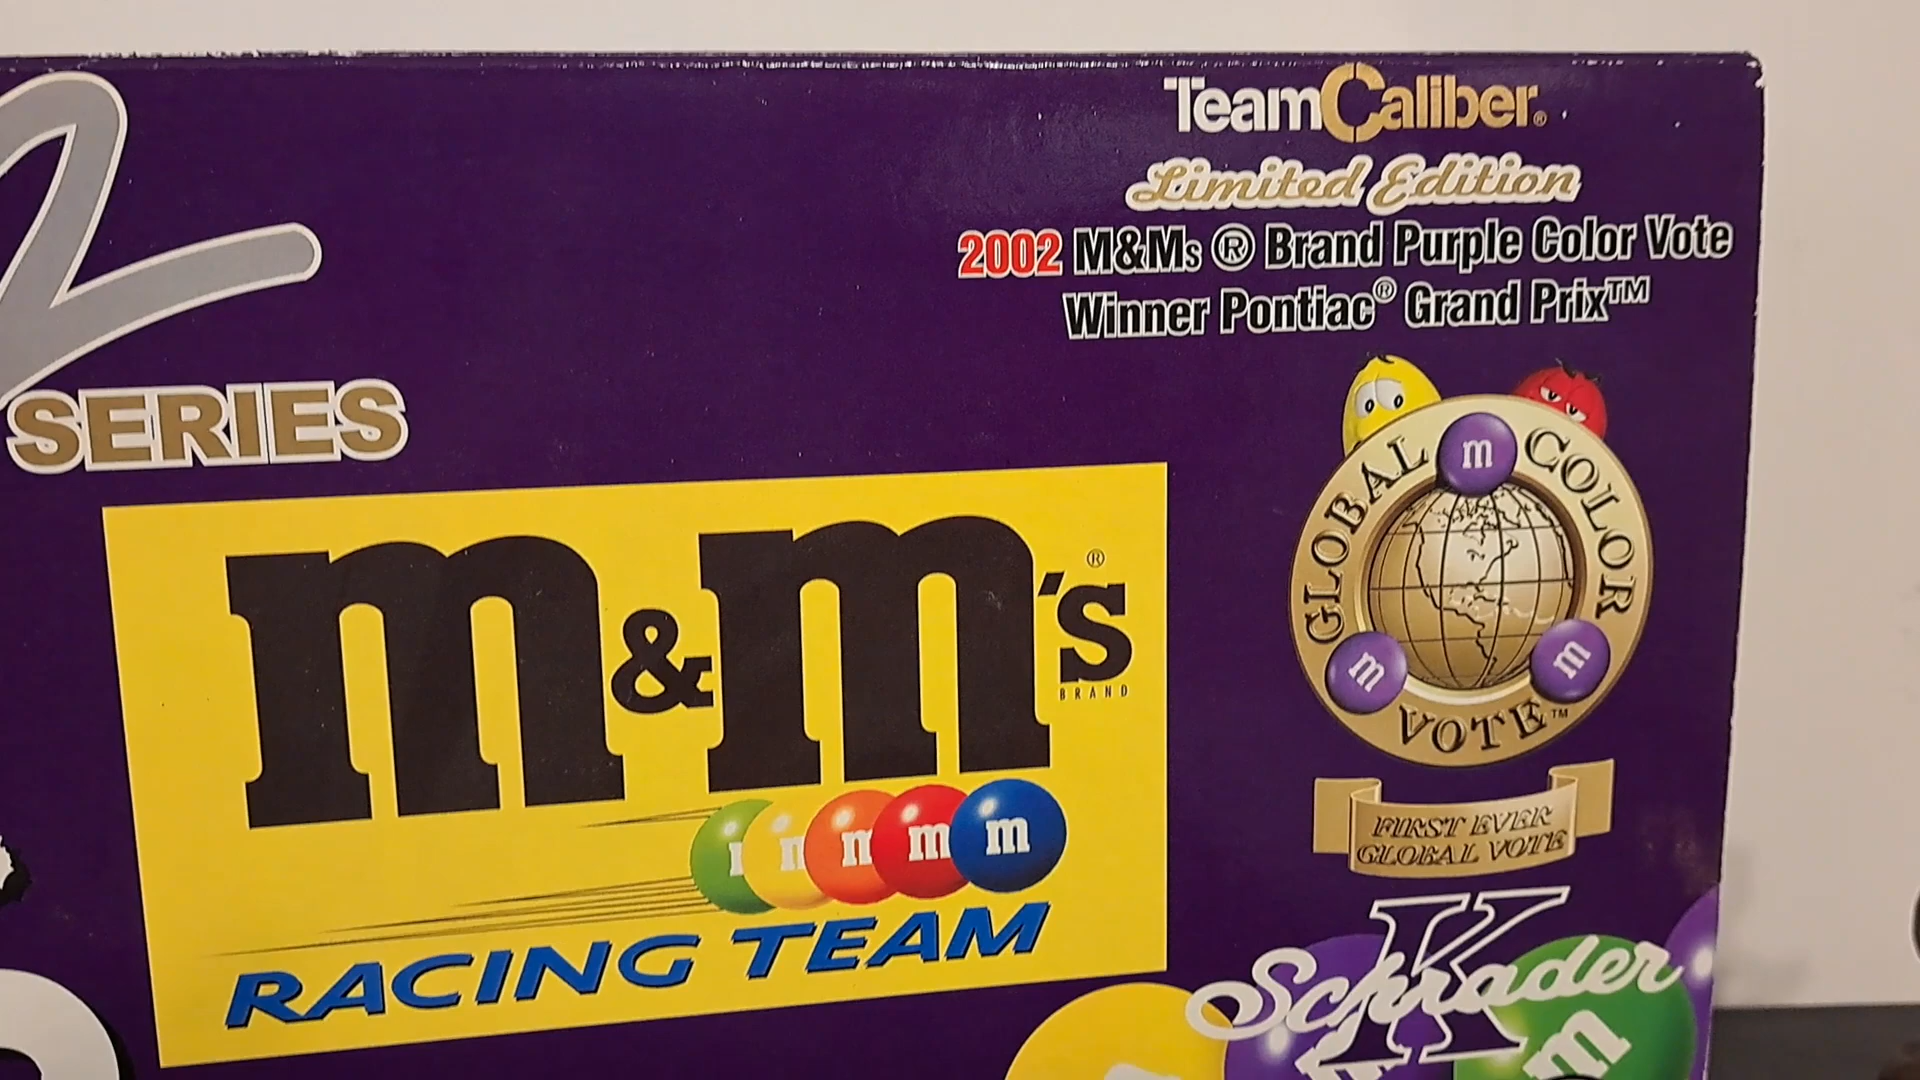 TeamCaliber®
Limited Edition
2002 M&Ms ® Brand Purple Color Vote
Winner Pontiac® Grand Prix™
2
SERIES
GLOBAL COLOR
VOTE™
m
m
m
FIRST EVER
GLOBAL VOTE
m&m's®
BRAND
m m
RACING TEAM
K Schrader
m